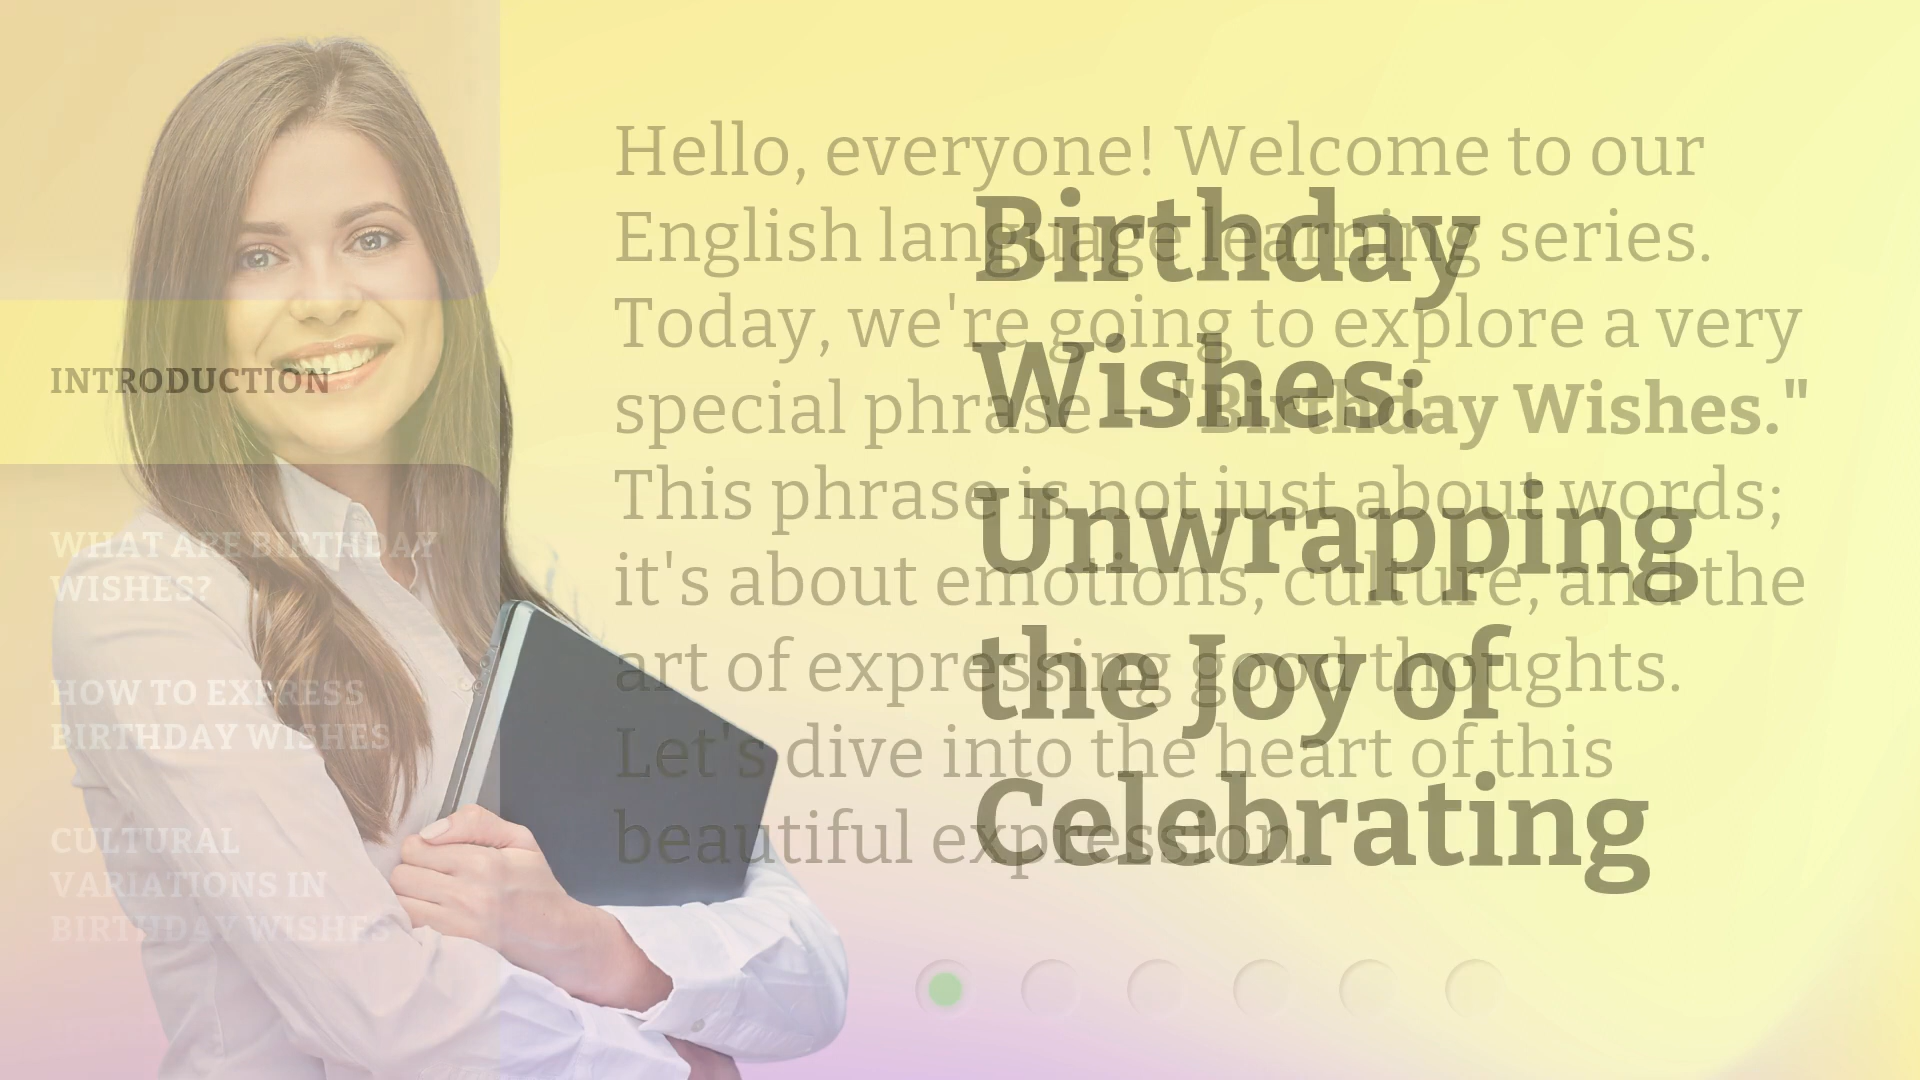 INTRODUCTION
WHAT ARE BIRTHDAY
WISHES?
HOW TO EXPRESS
BIRTHDAY WISHES
CULTURAL
VARIATIONS IN
BIRTHDAY WISHES
Hello, everyone! Welcome to our
English language learning series.
Today, we're going to explore a very
special phrase – "Birthday Wishes."
This phrase is not just about words;
it's about emotions, culture, and the
art of expressing good thoughts.
Let's dive into the heart of this
beautiful expression.
Birthday
Wishes:
Unwrapping
the Joy of
Celebrating